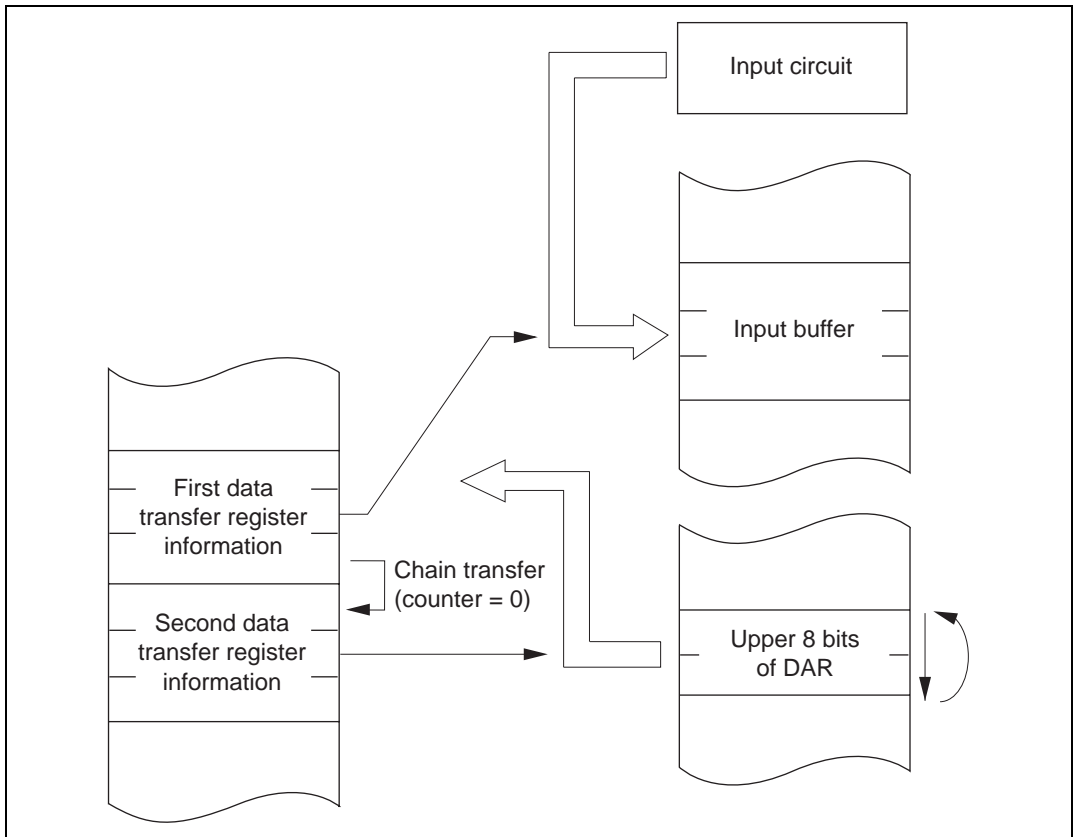 Input circuit
Input buffer
First data
transfer register
information
Chain transfer
(counter = 0)
Second data
transfer register
information
Upper 8 bits
of DAR